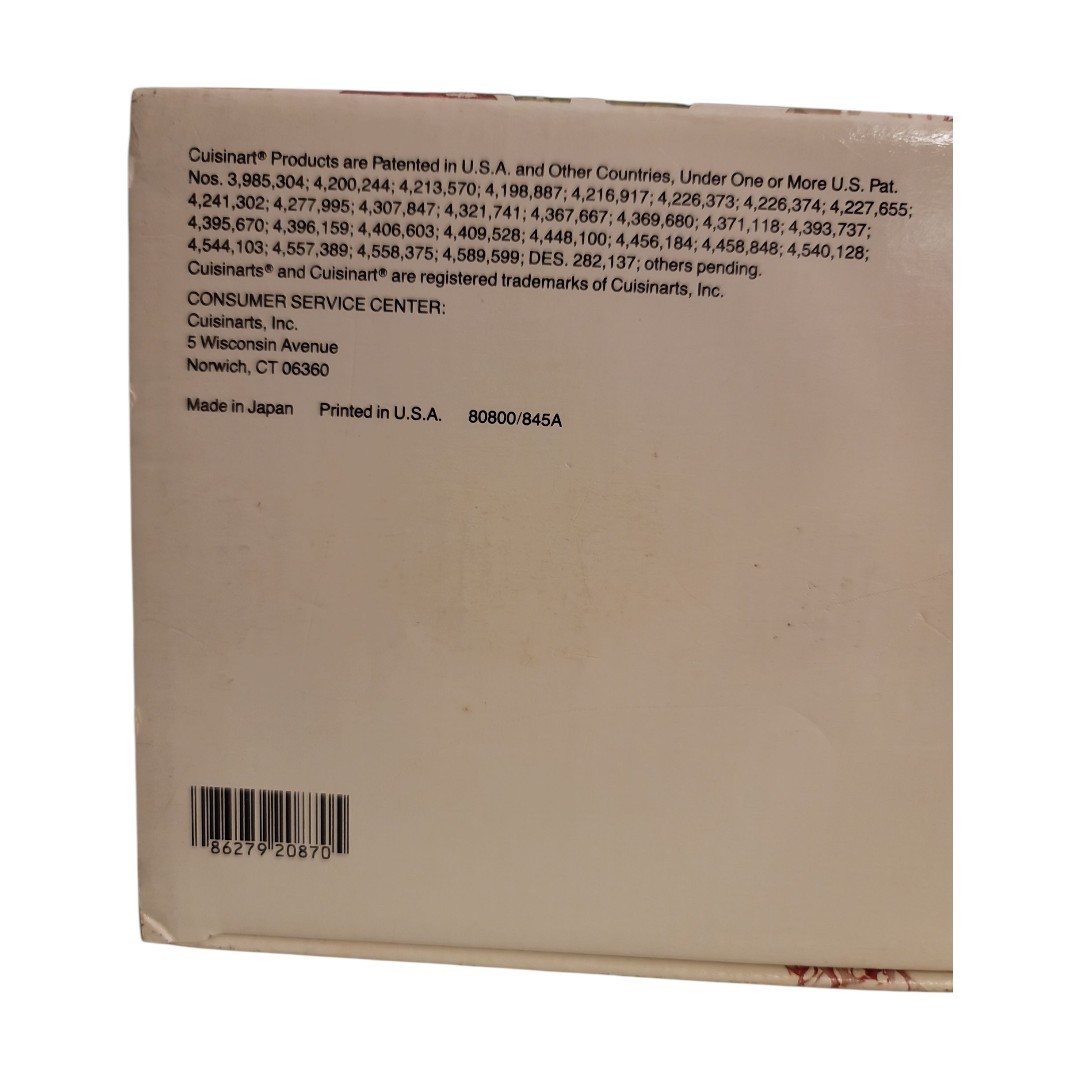 Cuisinart® Products are Patented in U.S.A. and Other Countries, Under One or More U.S. Pat.
Nos. 3,985,304; 4,200,244; 4,213,570; 4,198,887; 4,216,917; 4,226,373; 4,226,374; 4,227,655;
4,241,302; 4,277,995; 4,307,847; 4,321,741; 4,367,667; 4,369,680; 4,371,118; 4,393,737;
4,395,670; 4,396,159; 4,406,603; 4,409,528; 4,448,100; 4,456,184; 4,458,848; 4,540,128;
4,544,103; 4,557,389; 4,558,375; 4,589,599; DES. 282,137; others pending.
Cuisinarts® and Cuisinart® are registered trademarks of Cuisinarts, Inc.
CONSUMER SERVICE CENTER:
Cuisinarts, Inc.
5 Wisconsin Avenue
Norwich, CT 06360
Made in Japan Printed in U.S.A. 80800/845A
86279 20870